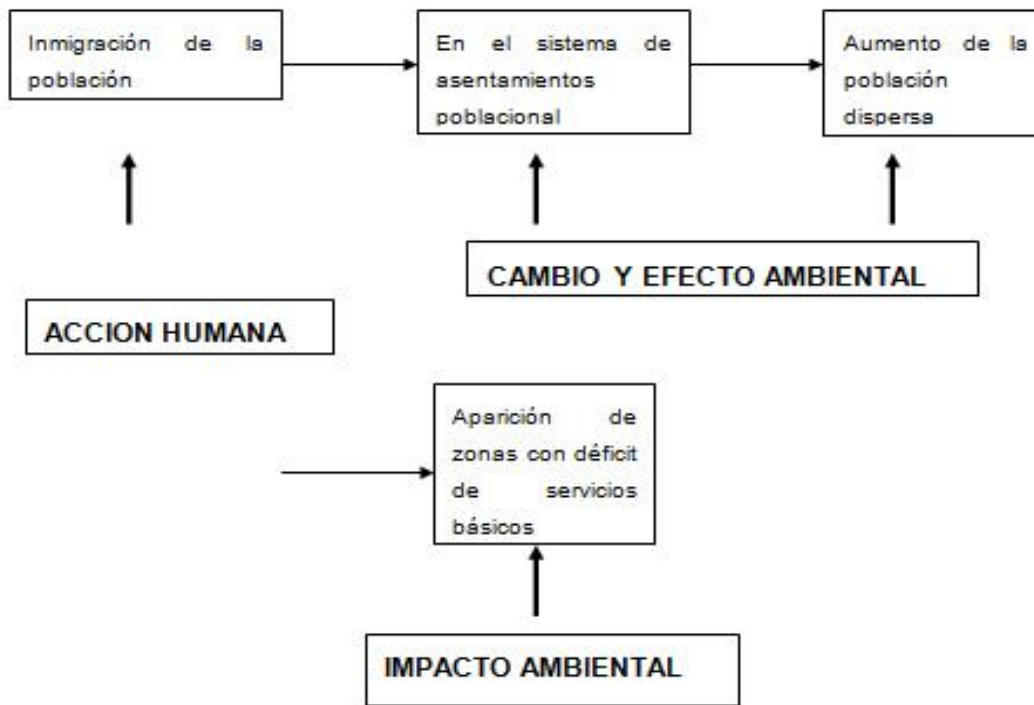 Inmigración de la
población
En el sistema de
asentamientos
poblacional
Aumento de la
población
dispersa
CAMBIO Y EFECTO AMBIENTAL
ACCION HUMANA
Aparición de
zonas con déficit
de servicios
básicos
IMPACTO AMBIENTAL